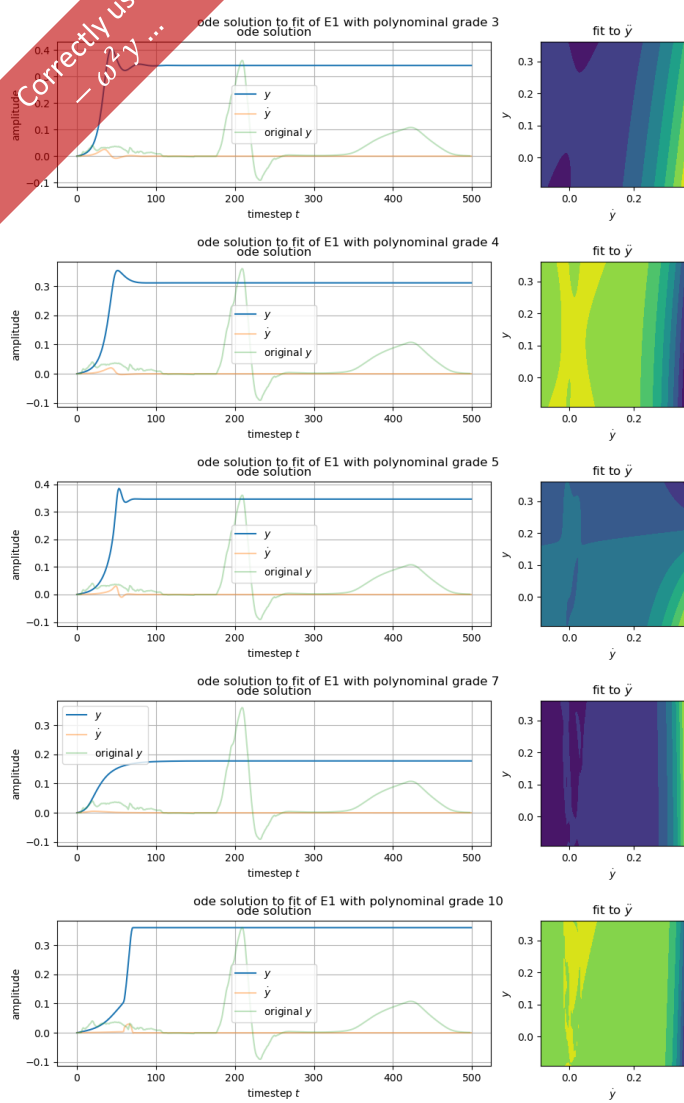 Correctly us
− ω² y ...
ode solution to fit of E1 with polynominal grade 3
ode solution
fit to ÿ
0.4
0.1
0.0
−0.1
amplitude
y
ẏ
original y
0 100 200 300 400 500
timestep t
0.3
0.2
0.1
0.0
y
0.0 0.2
ẏ
ode solution to fit of E1 with polynominal grade 4
ode solution
fit to ÿ
0.3
0.2
0.1
0.0
−0.1
amplitude
y
ẏ
original y
0 100 200 300 400 500
timestep t
0.3
0.2
0.1
0.0
y
0.0 0.2
ẏ
ode solution to fit of E1 with polynominal grade 5
ode solution
fit to ÿ
0.4
0.3
0.2
0.1
0.0
−0.1
amplitude
y
ẏ
original y
0 100 200 300 400 500
timestep t
0.3
0.2
0.1
0.0
y
0.0 0.2
ẏ
ode solution to fit of E1 with polynominal grade 7
ode solution
fit to ÿ
0.3
0.2
0.1
0.0
−0.1
amplitude
y
ẏ
original y
0 100 200 300 400 500
timestep t
0.3
0.2
0.1
0.0
y
0.0 0.2
ẏ
ode solution to fit of E1 with polynominal grade 10
ode solution
fit to ÿ
0.3
0.2
0.1
0.0
−0.1
amplitude
y
ẏ
original y
0 100 200 300 400 500
timestep t
0.3
0.2
0.1
0.0
y
0.0 0.2
ẏ